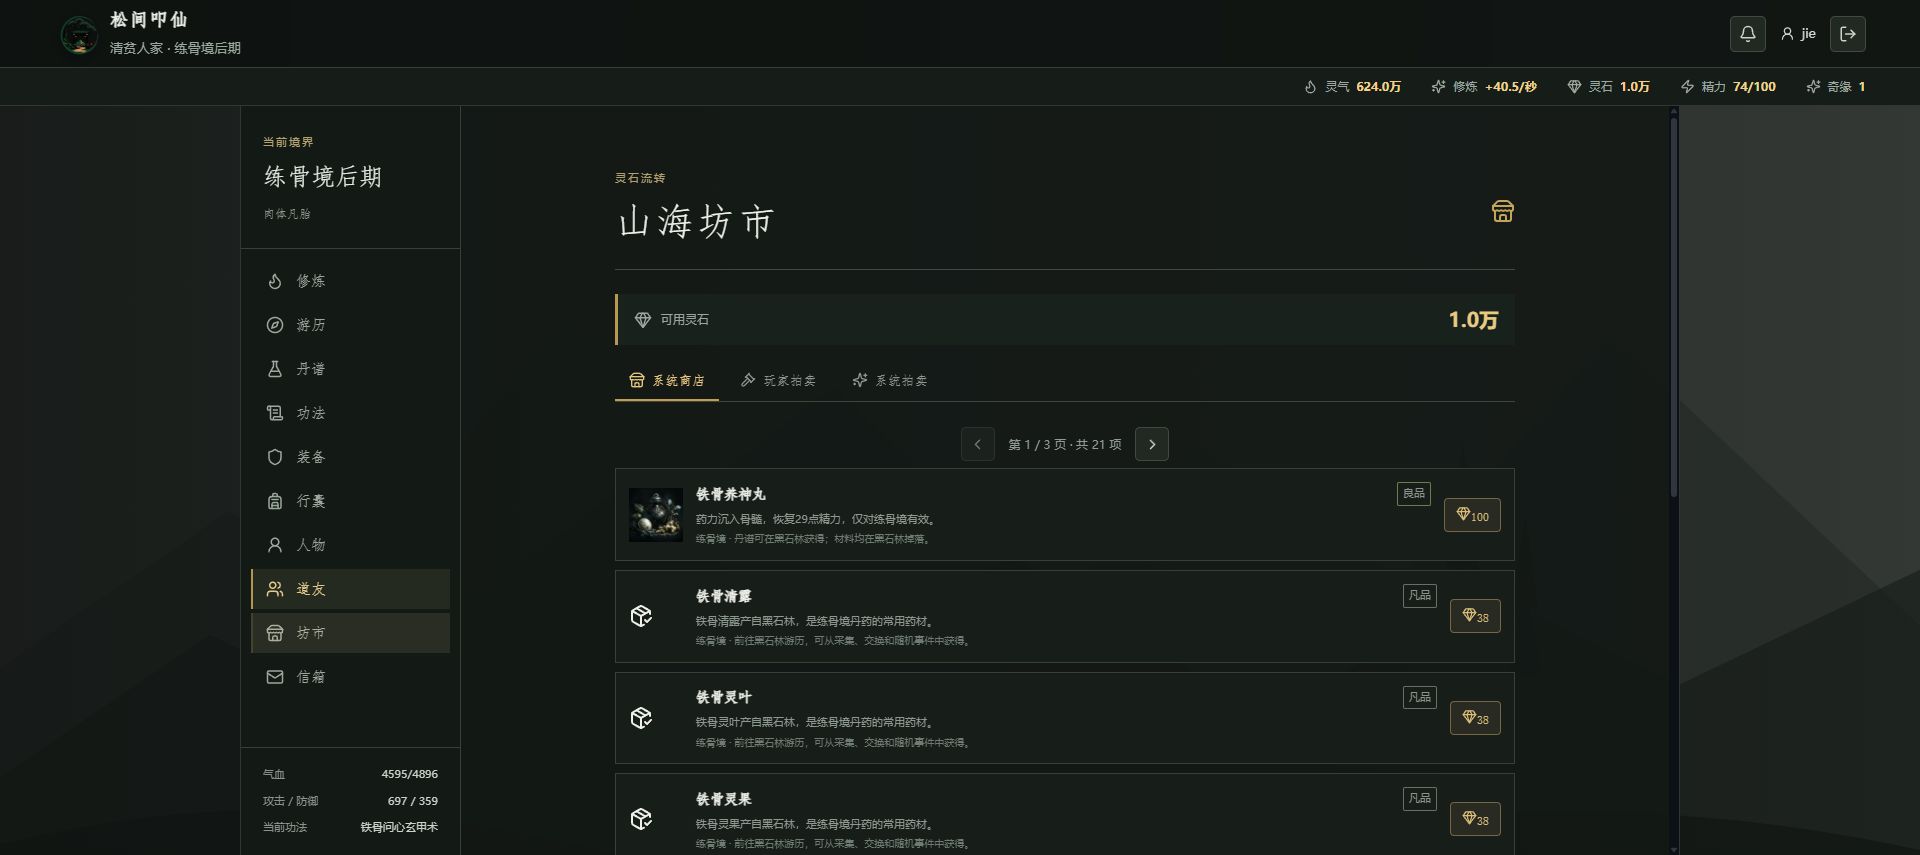 松间叩仙
清贫人家 · 练骨境后期
jie
灵气 624.0万 修炼 +40.5/秒 灵石 1.0万 精力 74/100 奇缘 1
当前境界
练骨境后期
肉体凡胎
修炼
游历
丹谱
功法
装备
行囊
人物
道友
坊市
信箱
气血 4595/4896
攻击 / 防御 697 / 359
当前功法 铁骨问心玄甲术
灵石流转
山海坊市
可用灵石 1.0万
系统商店 玩家拍卖 系统拍卖
第 1 / 3 页 · 共 21 项
铁骨养神丸 良品
药力沉入骨髓，恢复29点精力，仅对练骨境有效。 100
练骨境 · 丹谱可在黑石林获得；材料均在黑石林掉落。
铁骨清露 凡品
铁骨清露产自黑石林，是练骨境丹药的常用药材。 38
练骨境 · 前往黑石林游历，可从采集、交换和随机事件中获得。
铁骨灵叶 凡品
铁骨灵叶产自黑石林，是练骨境丹药的常用药材。 38
练骨境 · 前往黑石林游历，可从采集、交换和随机事件中获得。
铁骨灵果 凡品
铁骨灵果产自黑石林，是练骨境丹药的常用药材。 38
练骨境 · 前往黑石林游历，可从采集、交换和随机事件中获得。